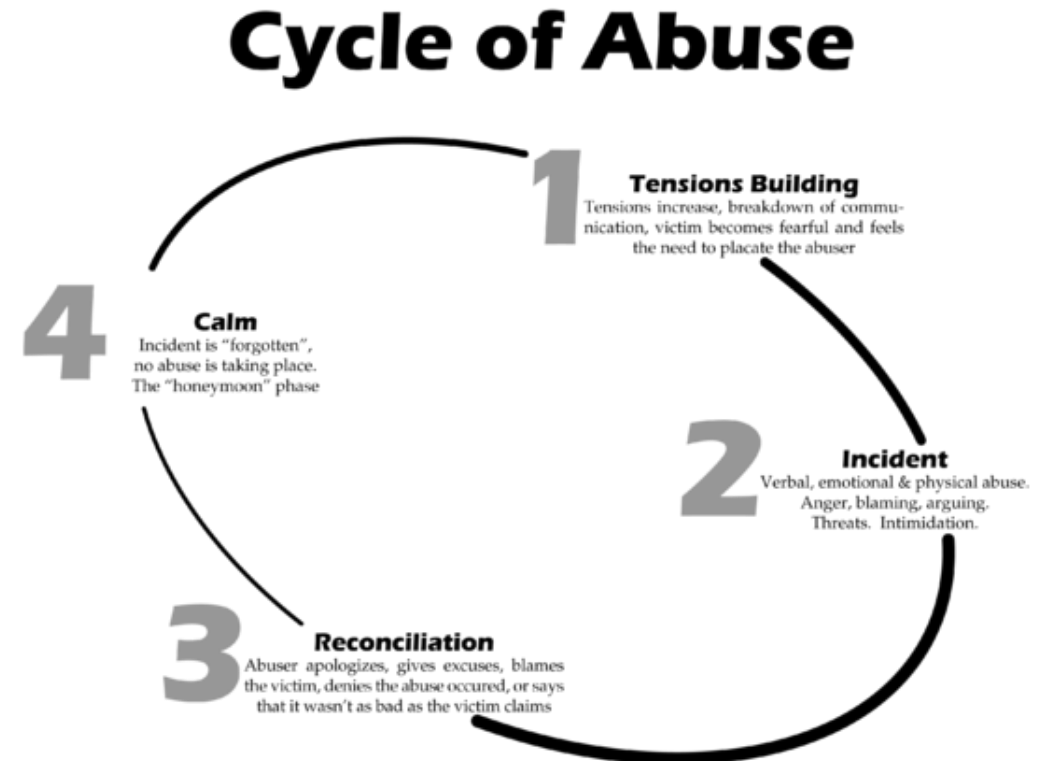 Cycle of Abuse
1
Tensions Building
Tensions increase, breakdown of commu-
nication, victim becomes fearful and feels
the need to placate the abuser
2
Incident
Verbal, emotional & physical abuse.
Anger, blaming, arguing.
Threats. Intimidation.
3
Reconciliation
Abuser apologizes, gives excuses, blames
the victim, denies the abuse occured, or says
that it wasn't as bad as the victim claims
4
Calm
Incident is "forgotten",
no abuse is taking place.
The "honeymoon" phase